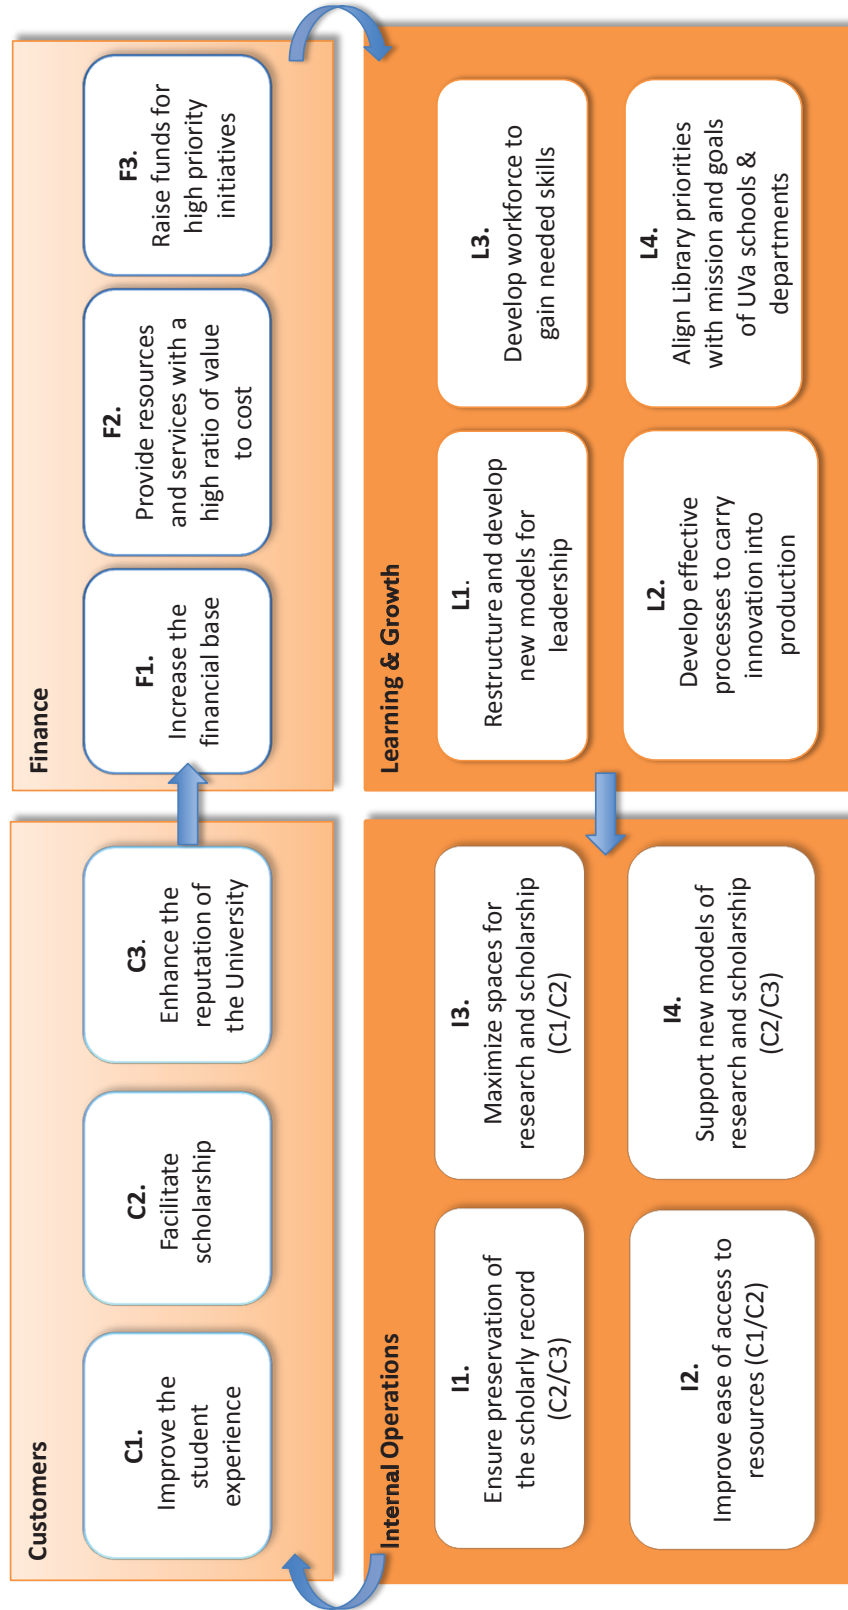 Customers
C1.
Improve the
student
experience
C2.
Facilitate
scholarship
C3.
Enhance the
reputation of
the University
Finance
F1.
Increase the
financial base
F2.
Provide resources
and services with a
high ratio of value
to cost
F3.
Raise funds for
high priority
initiatives
Internal Operations
I1.
Ensure preservation of
the scholarly record
(C2/C3)
I3.
Maximize spaces for
research and scholarship
(C1/C2)
I2.
Improve ease of access to
resources (C1/C2)
I4.
Support new models of
research and scholarship
(C2/C3)
Learning & Growth
L1.
Restructure and develop
new models for
leadership
L3.
Develop workforce to
gain needed skills
L2.
Develop effective
processes to carry
innovation into
production
L4.
Align Library priorities
with mission and goals
of UVa schools &
departments